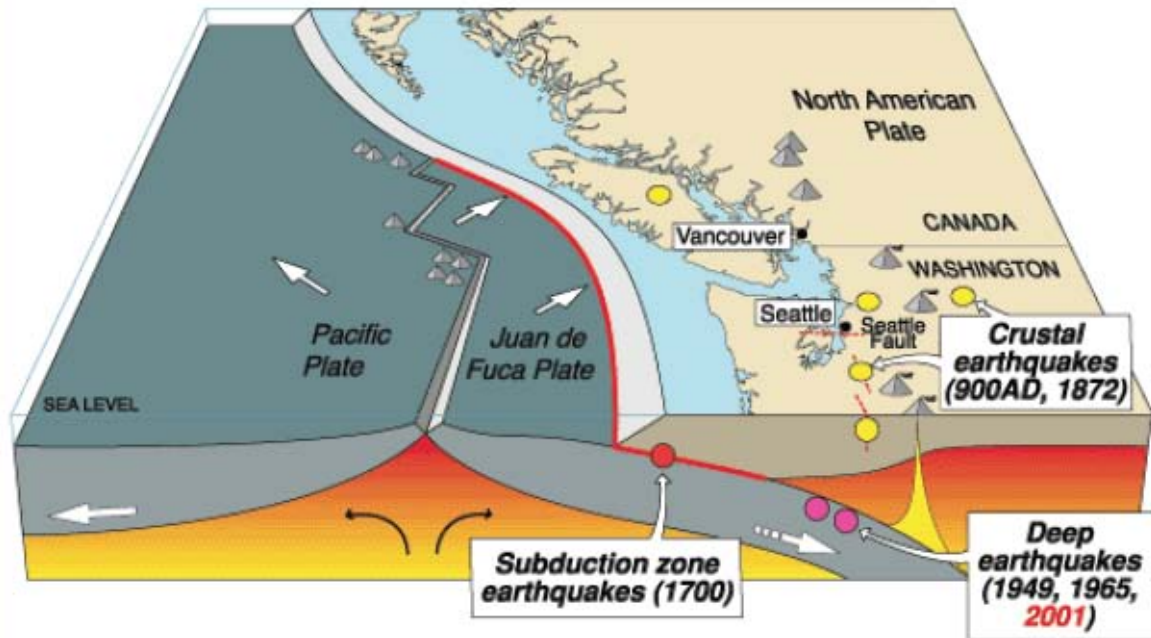 North American
Plate
CANADA
Vancouver
WASHINGTON
Seattle
Seattle
Fault
Crustal
earthquakes
(900AD, 1872)
Pacific
Plate
Juan de
Fuca Plate
SEA LEVEL
Subduction zone
earthquakes (1700)
Deep
earthquakes
(1949, 1965,
2001)